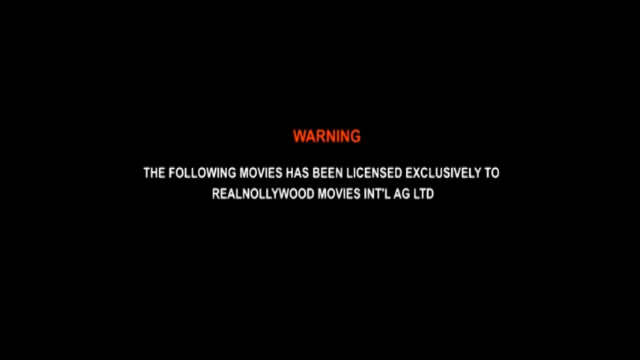 WARNING
THE FOLLOWING MOVIES HAS BEEN LICENSED EXCLUSIVELY TO
REALNOLLYWOOD MOVIES INT'L AG LTD